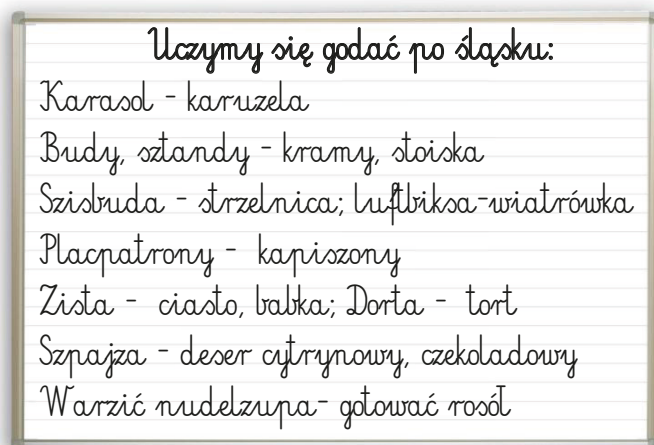 Uczymy się godać po śląsku:
Karasol - karuzela
Budy, sztandy - kramy, stoiska
Szisbuda - strzelnica; luftbiksa-wiatrówka
Placpatrony - kapiszony
Zista - ciasto, babka; Dorta - tort
Szpajza - deser cytrynowy, czekoladowy
Warzić nudelzupa- gotować rosół